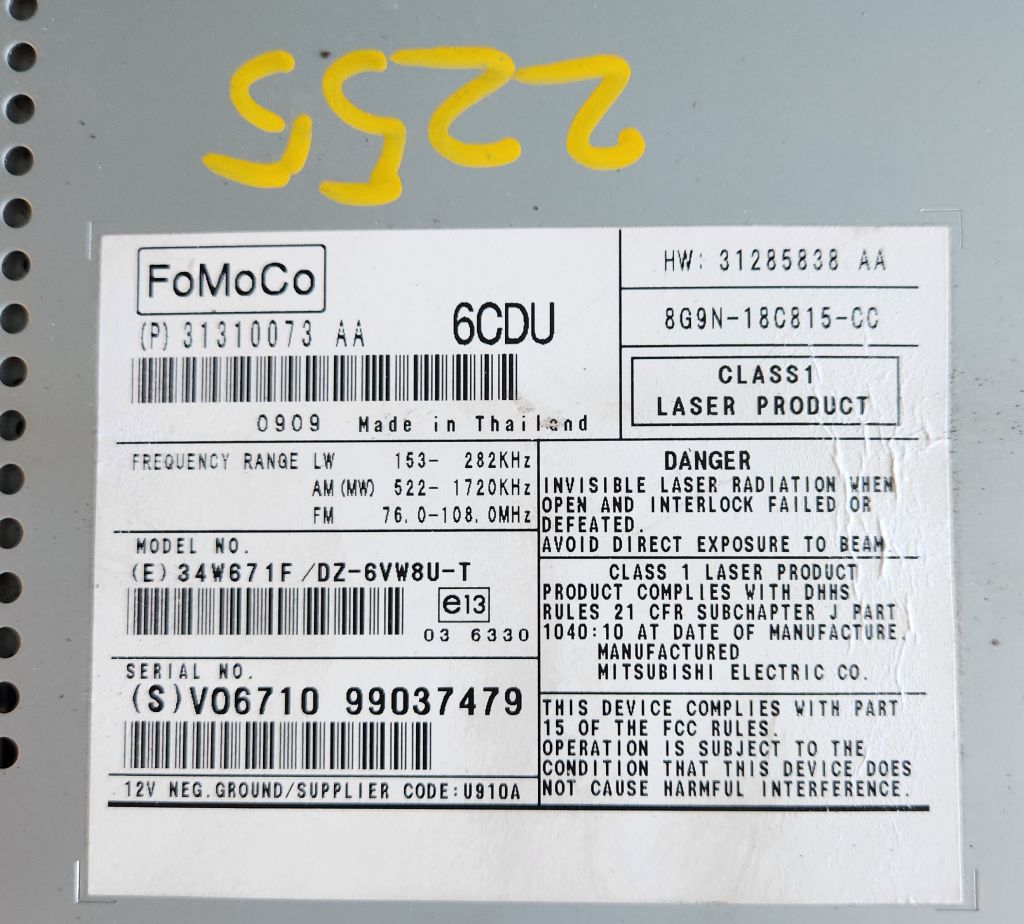 2255
FoMoCo
(P) 31310073 AA
6CDU
0909 Made in Thailand
HW: 31285838 AA
8G9N-18C815-CC
CLASS1
LASER PRODUCT
FREQUENCY RANGE LW 153- 282KHz
AM (MW) 522- 1720KHz
FM 76.0-108.0MHz
MODEL NO.
(E) 34W671F /DZ-6VW8U-T
e13
03 6330
SERIAL NO.
(S)V06710 99037479
12V NEG.GROUND/SUPPLIER CODE:U910A
DANGER
INVISIBLE LASER RADIATION WHEN
OPEN AND INTERLOCK FAILED OR
DEFEATED.
AVOID DIRECT EXPOSURE TO BEAM
CLASS 1 LASER PRODUCT
PRODUCT COMPLIES WITH DHHS
RULES 21 CFR SUBCHAPTER J PART
1040:10 AT DATE OF MANUFACTURE.
MANUFACTURED
MITSUBISHI ELECTRIC CO.
THIS DEVICE COMPLIES WITH PART
15 OF THE FCC RULES.
OPERATION IS SUBJECT TO THE
CONDITION THAT THIS DEVICE DOES
NOT CAUSE HARMFUL INTERFERENCE.